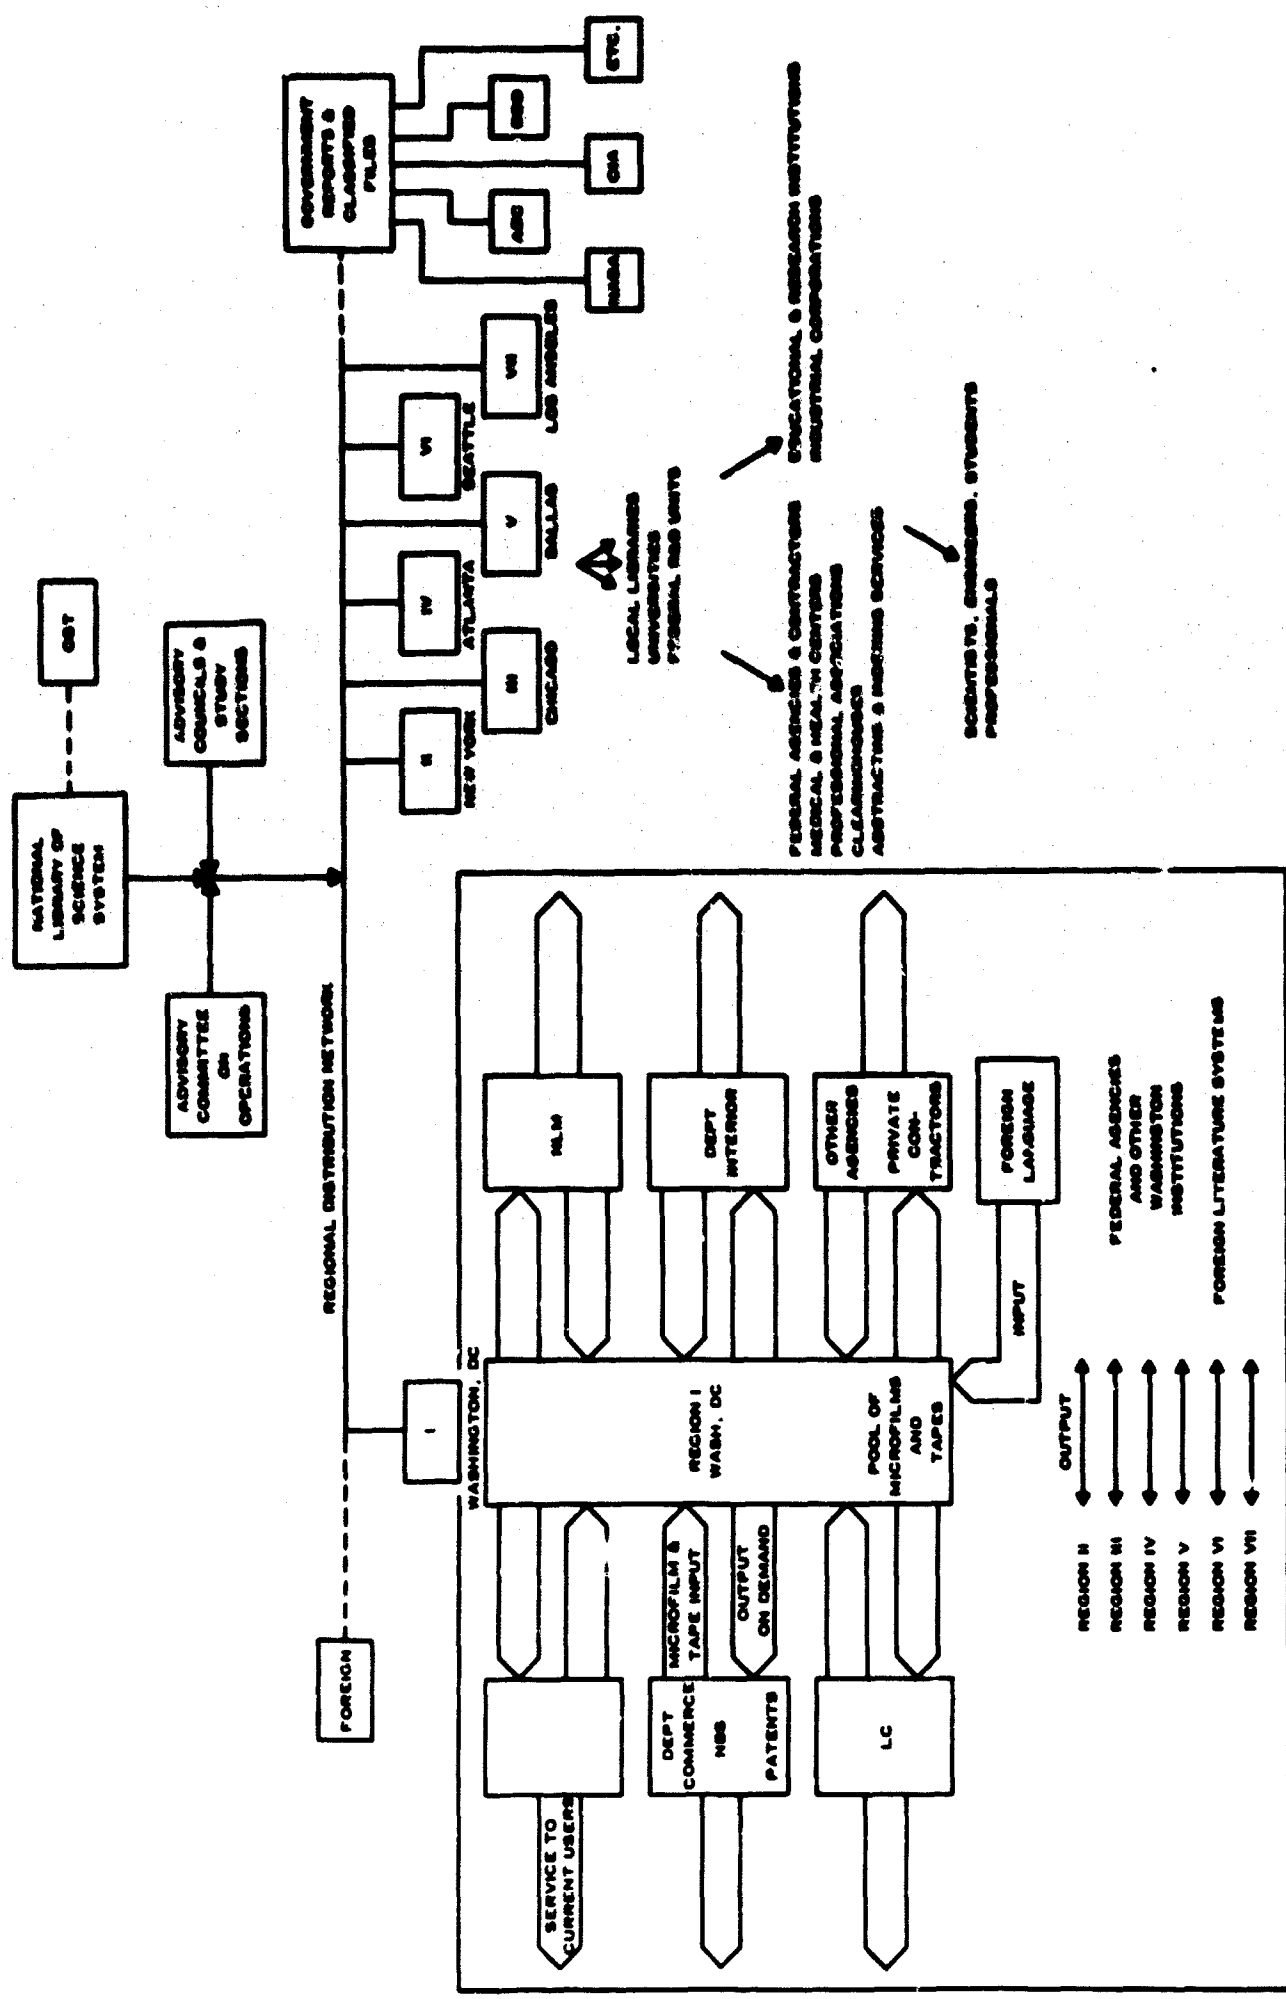 NATIONAL
LIBRARY OF
SCIENCE
SYSTEM
OST
ADVISORY
COMMITTEE
ON
OPERATIONS
ADVISORY
COUNCILS &
STUDY
SECTIONS
REGIONAL DISTRIBUTION NETWORK
FOREIGN
GOVERNMENT
REPORTS &
CLASSIFIED
FILES
NASA
AEC
CIA
ETC.
I
WASHINGTON, DC
II
NEW YORK
III
CHICAGO
IV
ATLANTA
V
DALLAS
VI
SEATTLE
VII
LOS ANGELES
LOCAL LIBRARIES
UNIVERSITIES
FEDERAL R&D UNITS
FEDERAL AGENCIES & CONTRACTORS
MEDICAL & HEALTH CENTERS
PROFESSIONAL ASSOCIATIONS
CLEARINGHOUSES
ABSTRACTING & INDEXING SERVICES
EDUCATIONAL & RESEARCH INSTITUTIONS
INDUSTRIAL CORPORATIONS
SCIENTISTS, ENGINEERS, STUDENTS
PROFESSIONALS
SERVICE TO
CURRENT USERS
DEPT
COMMERCE
NBS
PATENTS
LC
MICROFILM &
TAPE INPUT
OUTPUT
ON DEMAND
REGION I
WASH, DC
POOL OF
MICROFILMS
AND
TAPES
NLM
DEPT
INTERIOR
OTHER
AGENCIES
PRIVATE
CON-
TRACTORS
FOREIGN
LANGUAGE
INPUT
OUTPUT
REGION II
REGION III
REGION IV
REGION V
REGION VI
REGION VII
FEDERAL AGENCIES
AND OTHER
WASHINGTON
INSTITUTIONS
FOREIGN LITERATURE SYSTEMS